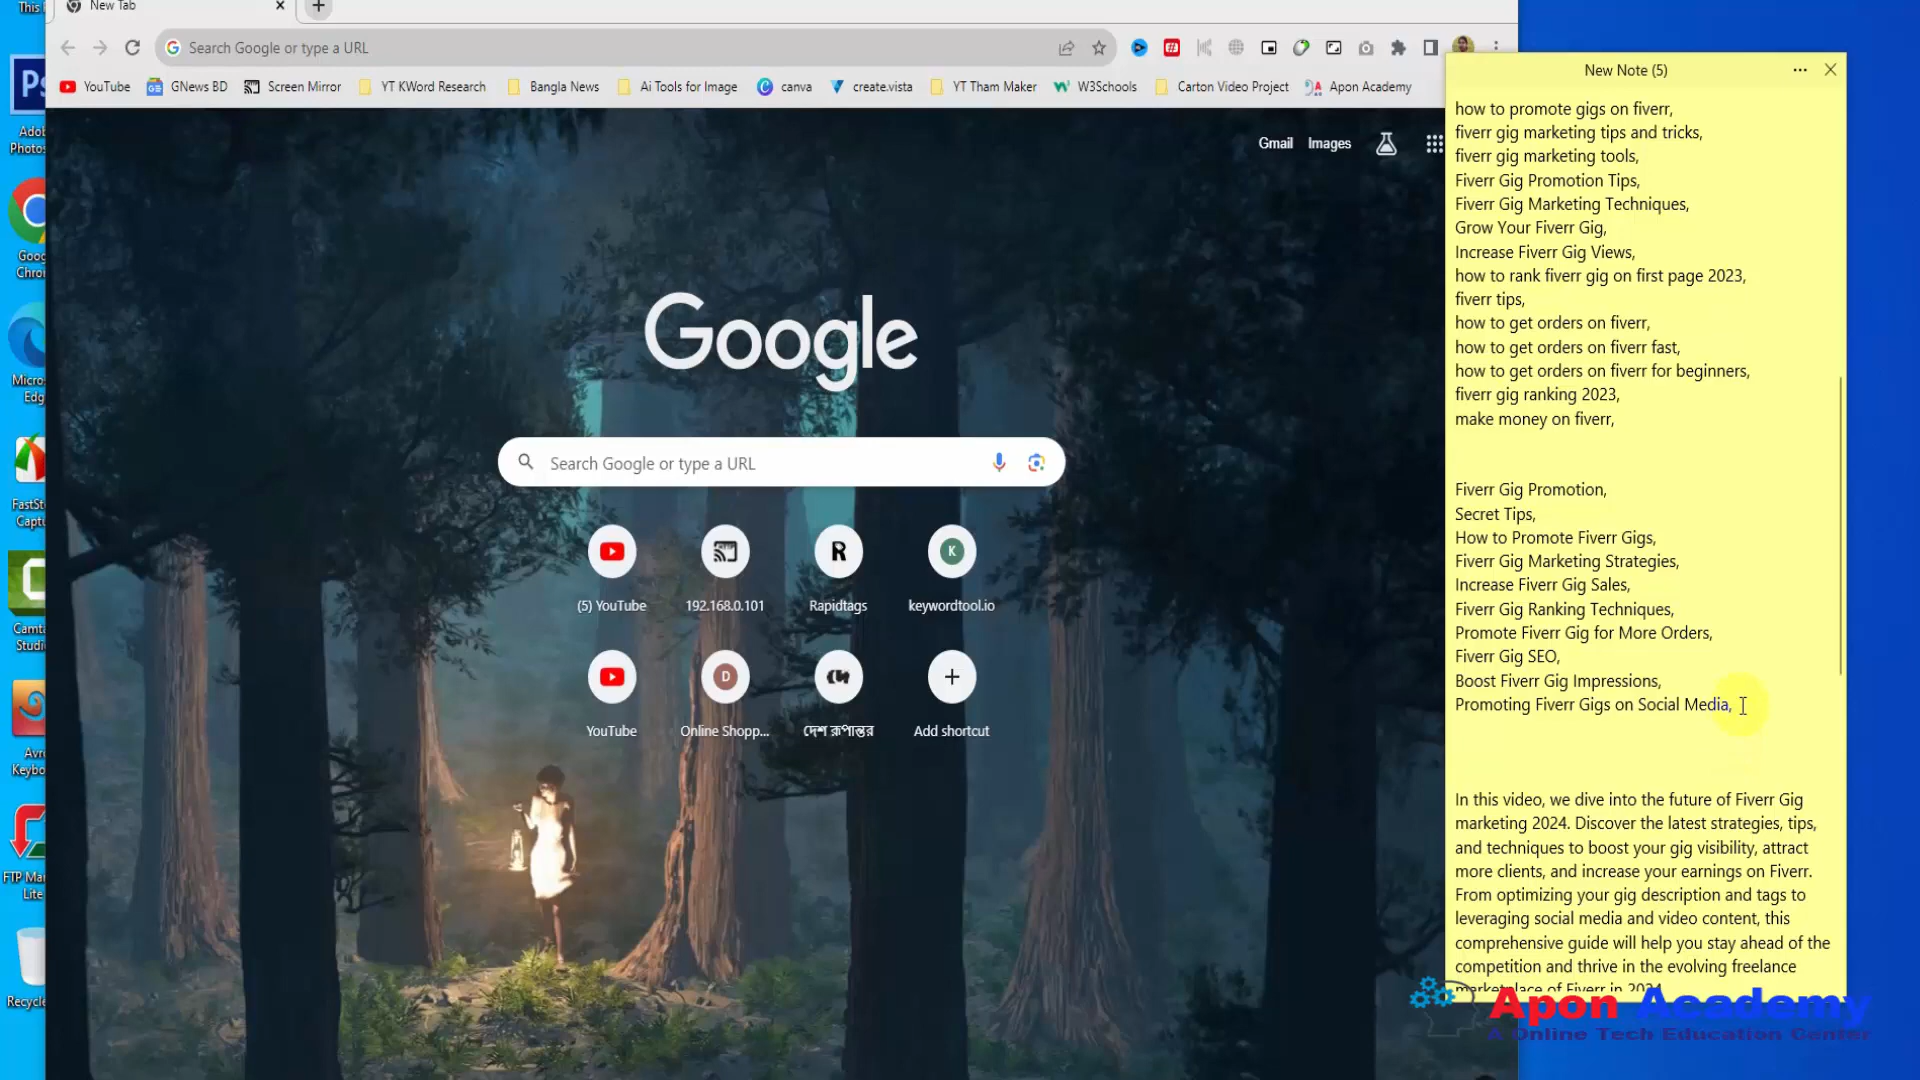 This
New Tab
Search Google or type a URL
YouTube
GNews BD
Screen Mirror
YT KWord Research
Bangla News
Ai Tools for Image
canva
create.vista
YT Tham Maker
W3Schools
Carton Video Project
Apon Academy
Gmail
Images
Google
Search Google or type a URL
(5) YouTube
192.168.0.101
Rapidtags
keywordtool.io
YouTube
Online Shopp...
দেশ রূপান্তর
Add shortcut
Ps
Adob
Photos
Goog
Chro
Micro
Edg
FastSt
Capt
Camt
Studi
Avr
Keybo
FTP Ma
Lite
Recycle
New Note (5)
how to promote gigs on fiverr,
fiverr gig marketing tips and tricks,
fiverr gig marketing tools,
Fiverr Gig Promotion Tips,
Fiverr Gig Marketing Techniques,
Grow Your Fiverr Gig,
Increase Fiverr Gig Views,
how to rank fiverr gig on first page 2023,
fiverr tips,
how to get orders on fiverr,
how to get orders on fiverr fast,
how to get orders on fiverr for beginners,
fiverr gig ranking 2023,
make money on fiverr,
Fiverr Gig Promotion,
Secret Tips,
How to Promote Fiverr Gigs,
Fiverr Gig Marketing Strategies,
Increase Fiverr Gig Sales,
Fiverr Gig Ranking Techniques,
Promote Fiverr Gig for More Orders,
Fiverr Gig SEO,
Boost Fiverr Gig Impressions,
Promoting Fiverr Gigs on Social Media,
In this video, we dive into the future of Fiverr Gig
marketing 2024. Discover the latest strategies, tips,
and techniques to boost your gig visibility, attract
more clients, and increase your earnings on Fiverr.
From optimizing your gig description and tags to
leveraging social media and video content, this
comprehensive guide will help you stay ahead of the
competition and thrive in the evolving freelance
marketplace of Fiverr in 2024
Apon Academy
A Online Tech Education Center